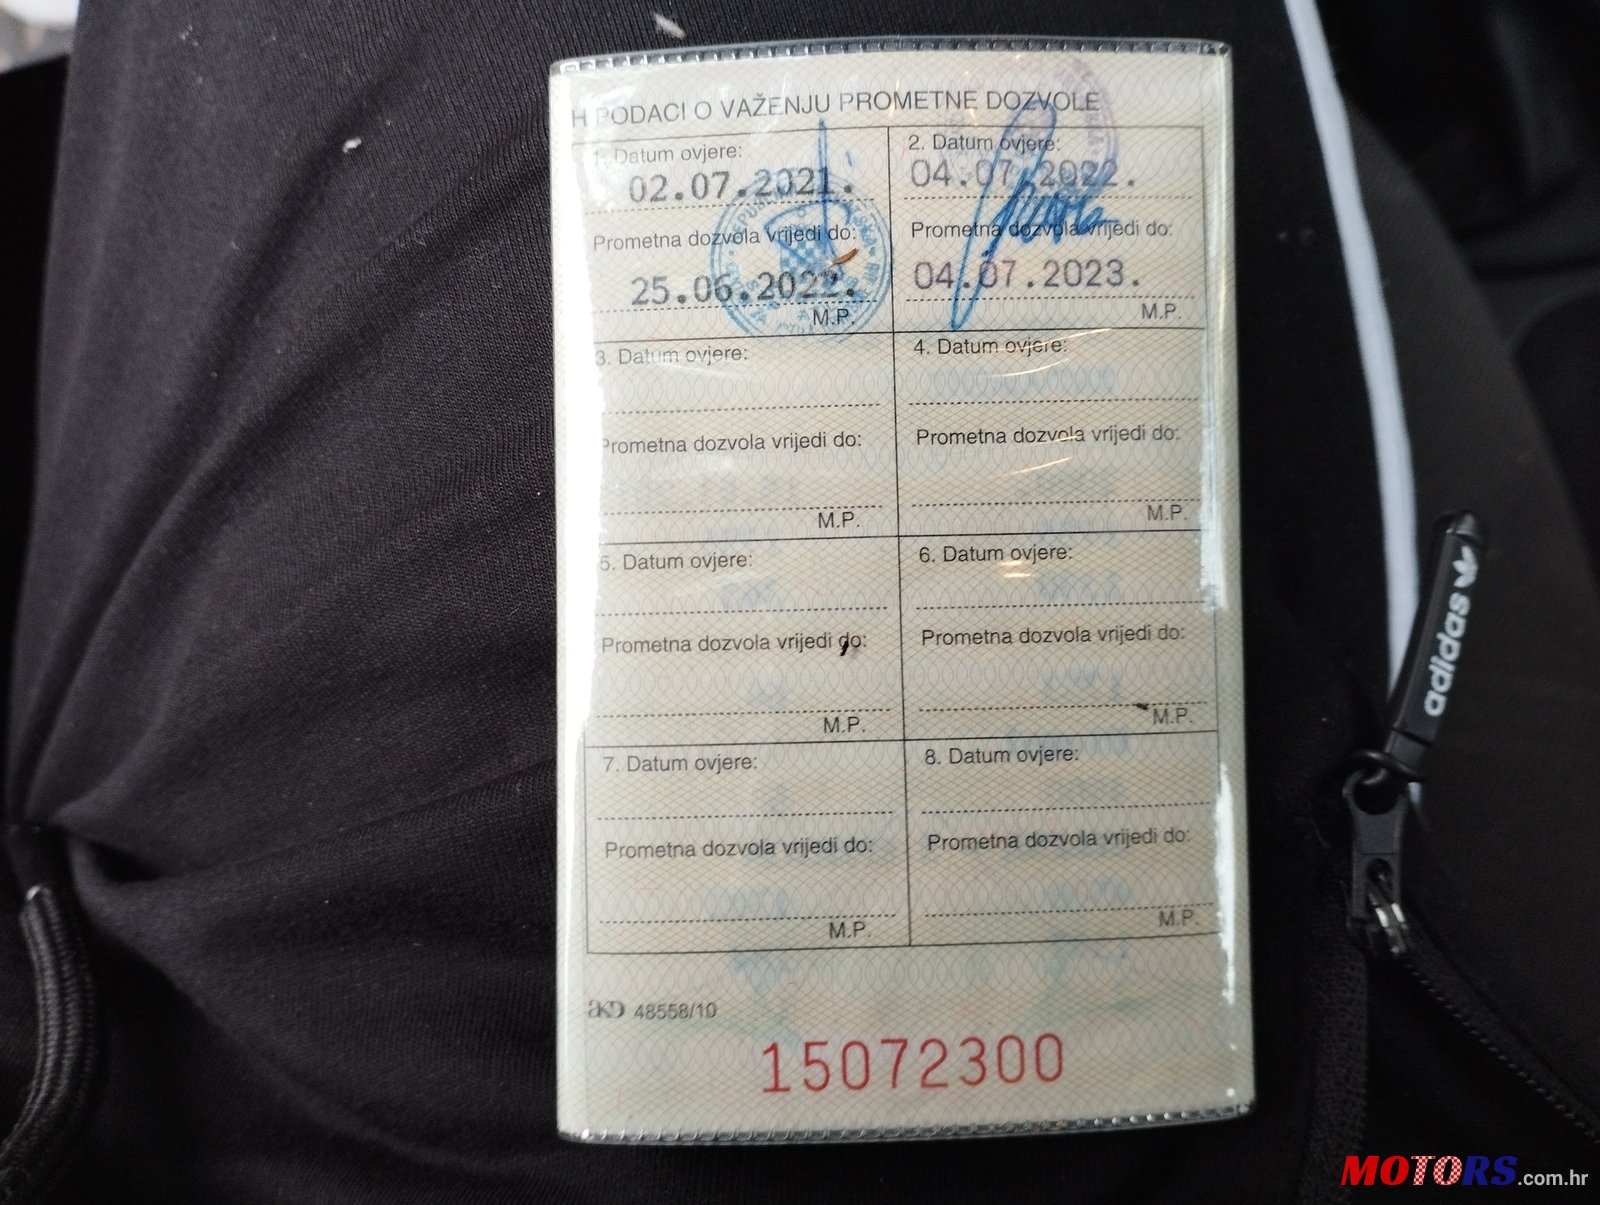 H PODACI O VAŽENJU PROMETNE DOZVOLE
1. Datum ovjere:
02.07.2021.
Prometna dozvola vrijedi do:
25.06.2022.
M.P.
2. Datum ovjere:
04.07.2022.
Prometna dozvola vrijedi do:
04.07.2023.
M.P.
3. Datum ovjere:
Prometna dozvola vrijedi do:
M.P.
4. Datum ovjere:
Prometna dozvola vrijedi do:
M.P.
5. Datum ovjere:
Prometna dozvola vrijedi do:
M.P.
6. Datum ovjere:
Prometna dozvola vrijedi do:
M.P.
7. Datum ovjere:
Prometna dozvola vrijedi do:
M.P.
8. Datum ovjere:
Prometna dozvola vrijedi do:
M.P.
AKD 48558/10
15072300
adidas
MOTORS.com.hr